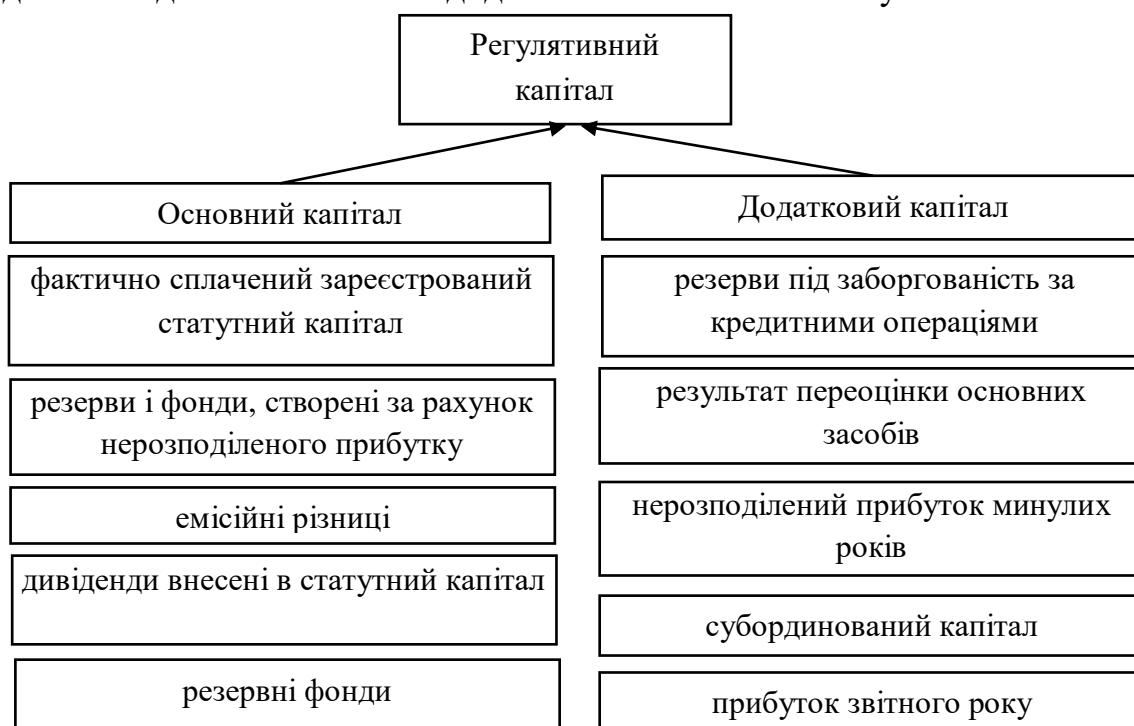 Регулятивний
капітал
Основний капітал
фактично сплачений зареєстрований
статутний капітал
резерви і фонди, створені за рахунок
нерозподіленого прибутку
емісійні різниці
дивіденди внесені в статутний капітал
резервні фонди
Додатковий капітал
резерви під заборгованість за
кредитними операціями
результат переоцінки основних
засобів
нерозподілений прибуток минулих
років
субординований капітал
прибуток звітного року